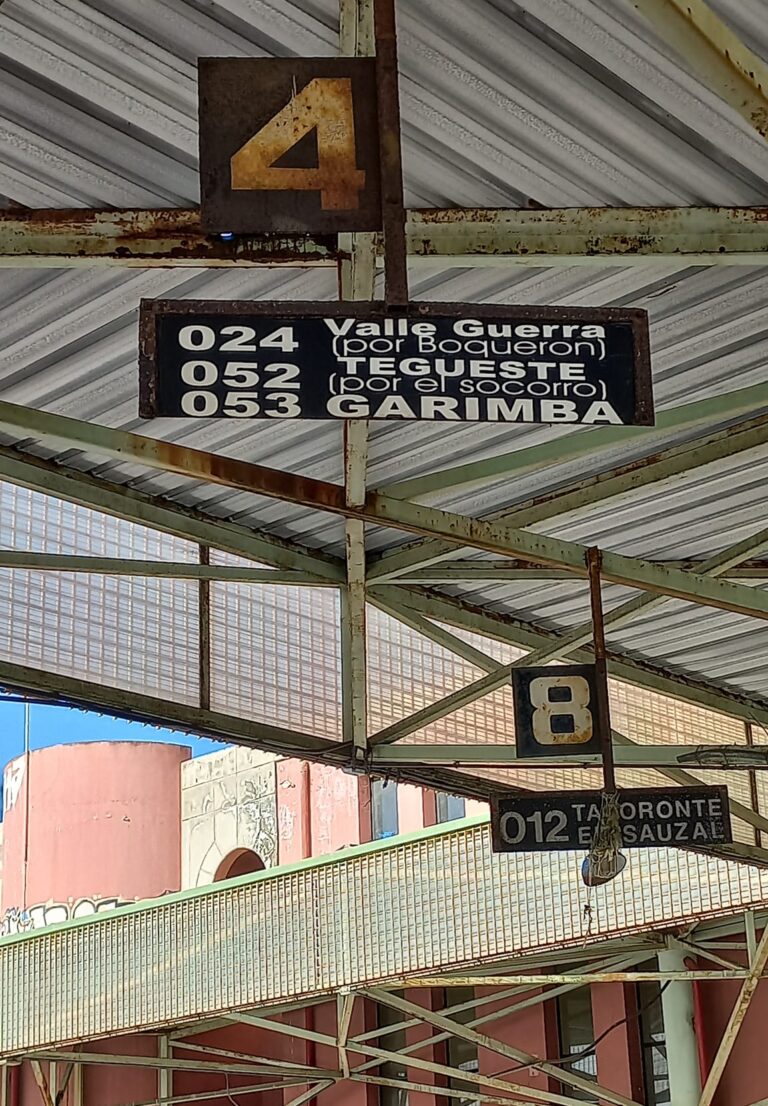 4
024 Valle Guerra
(por Boqueron)
052 TEGUESTE
(por el socorro)
053 GARIMBA
8
012 TACORONTE
EL SAUZAL